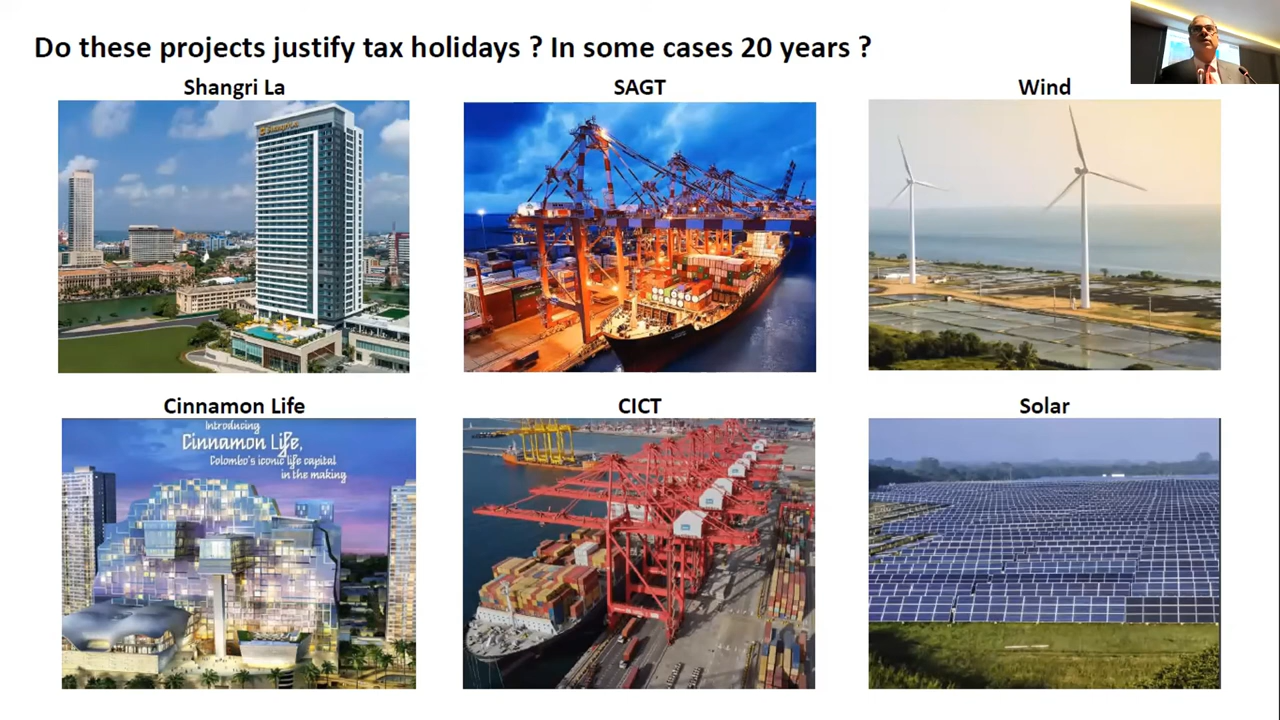 Do these projects justify tax holidays ? In some cases 20 years ?
Shangri La
SAGT
Wind
Cinnamon Life
CICT
Solar
Introducing
Cinnamon Life,
Colombo's iconic life capital
in the making